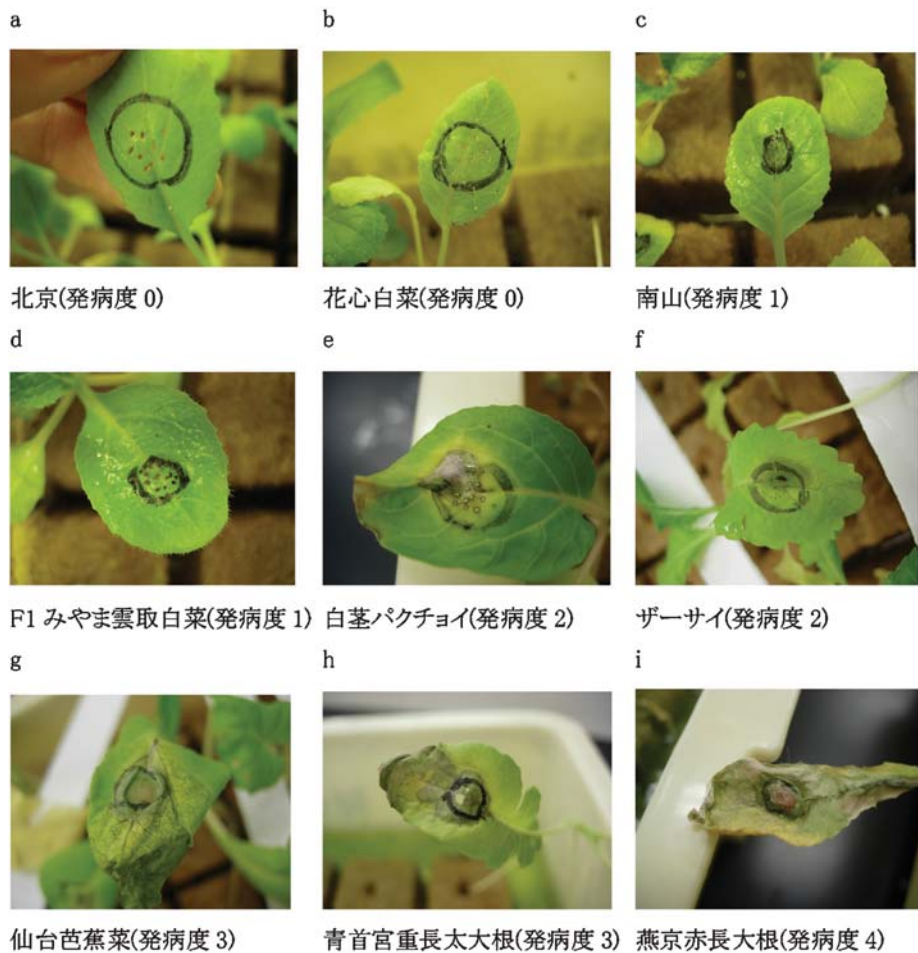 a
b
c
北京(発病度 0)
花心白菜(発病度 0)
南山(発病度 1)
d
e
f
F1 みやま雲取白菜(発病度 1)
白茎パクチョイ(発病度 2)
ザーサイ(発病度 2)
g
h
i
仙台芭蕉菜(発病度 3)
青首宮重長太大根(発病度 3)
燕京赤長大根(発病度 4)